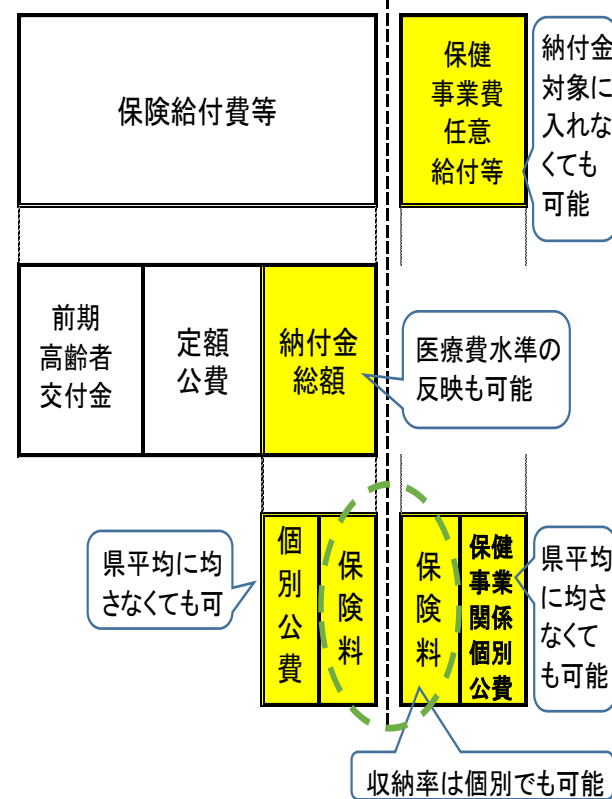 保険給付費等
保健
事業費
任意
給付等
納付金
対象に
入れな
くても
可能
前期
高齢者
交付金
定額
公費
納付金
総額
医療費水準の
反映も可能
県平均に均
さなくても可
個
別
公
費
保
険
料
保
険
料
保健
事業
関係
個別
公費
県平均
に均さ
なくて
も可能
収納率は個別でも可能